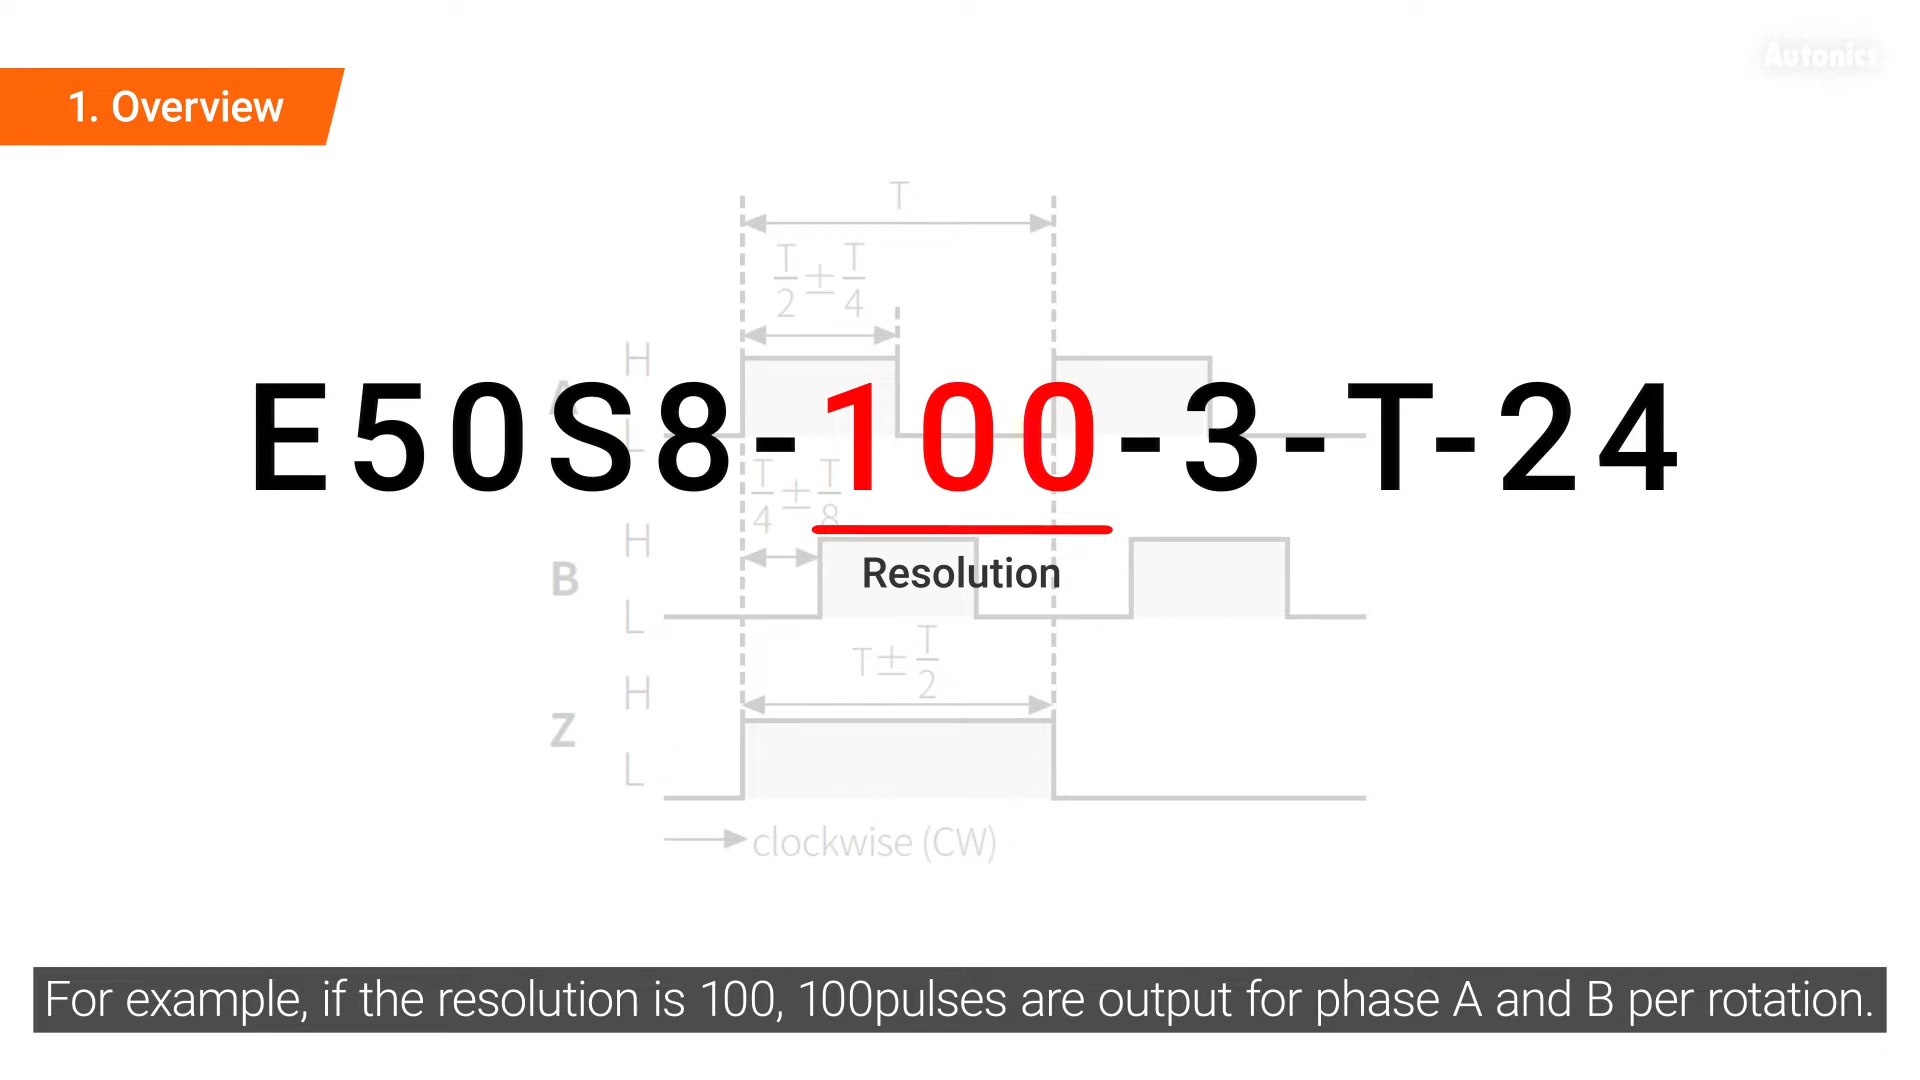 Autonics
1. Overview
T
T/2 ± T/4
H
A
L
E50S8-100-3-T-24
T/4 ± T/8
Resolution
H
B
L
T ± T/2
H
Z
L
clockwise (CW)
For example, if the resolution is 100, 100pulses are output for phase A and B per rotation.